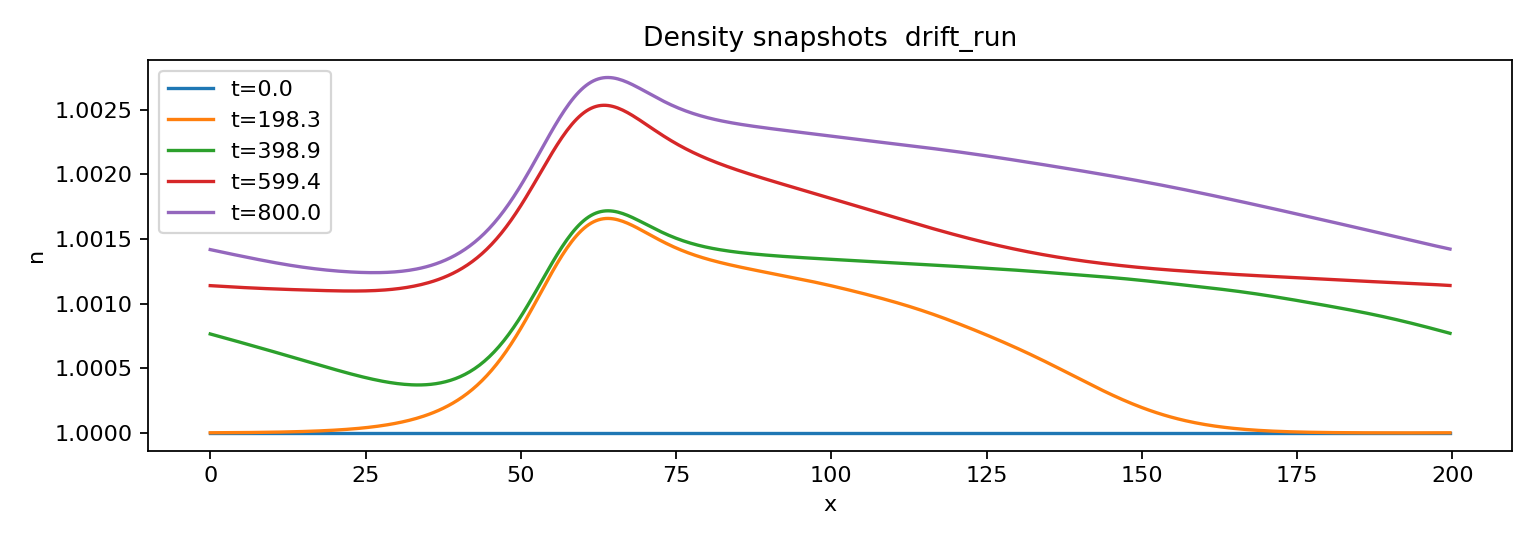 Density snapshots  drift_run
t=0.0
t=198.3
t=398.9
t=599.4
t=800.0
n
1.0025
1.0020
1.0015
1.0010
1.0005
1.0000
0 25 50 75 100 125 150 175 200
x